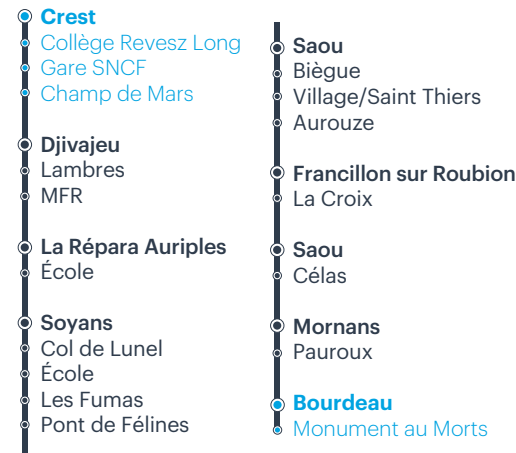 Crest
Collège Revesz Long
Gare SNCF
Champ de Mars
Djivajeu
Lambres
MFR
La Répara Auriples
École
Soyans
Col de Lunel
École
Les Fumas
Pont de Félines
Saou
Biègue
Village/Saint Thiers
Aurouze
Francillon sur Roubion
La Croix
Saou
Célas
Mornans
Pauroux
Bourdeau
Monument au Morts